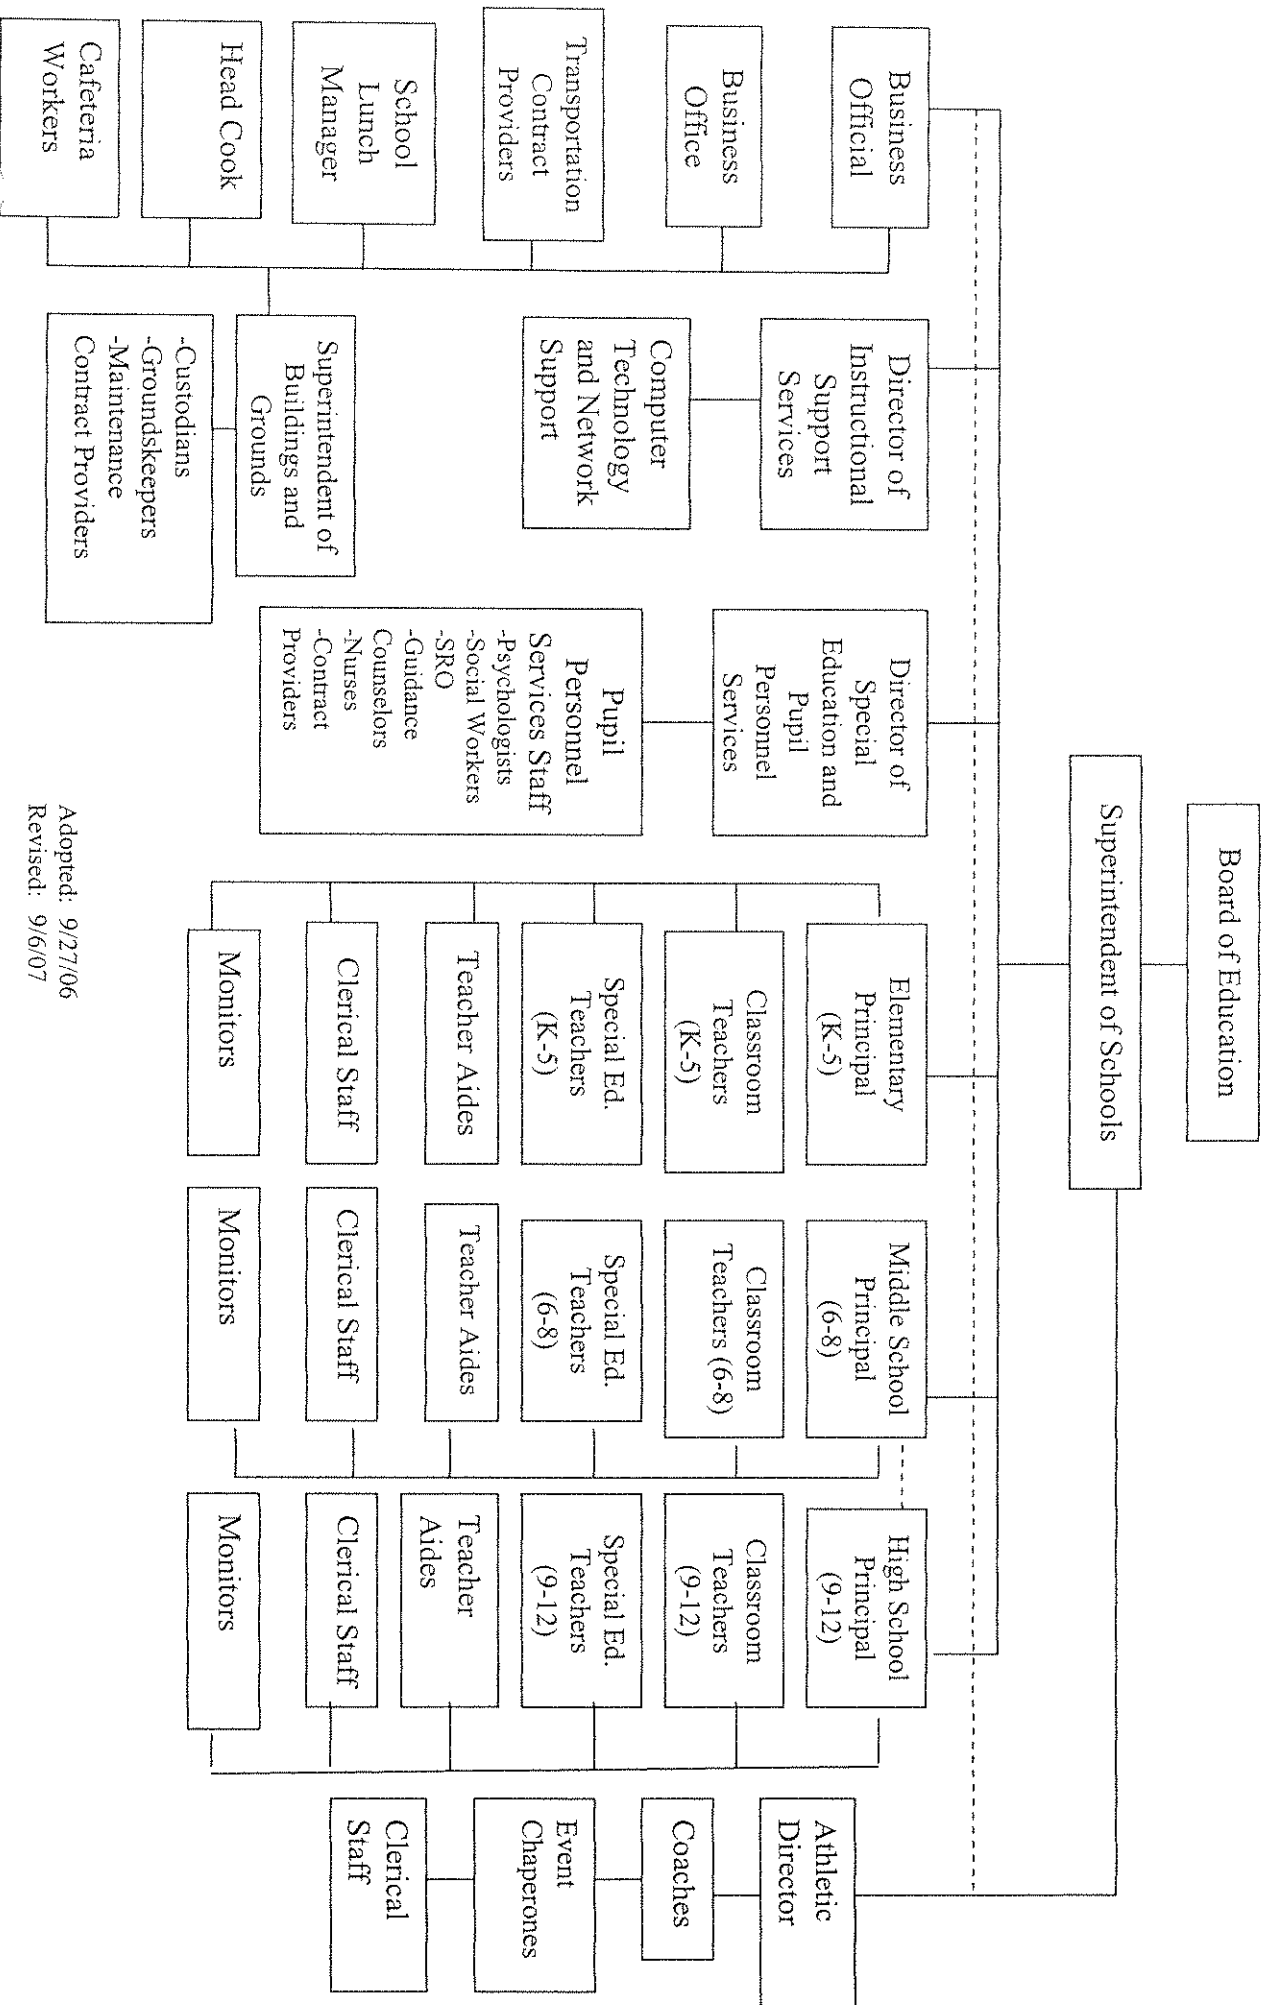 Board of Education
Superintendent of Schools
Business
Official
Business
Office
Transportation
Contract
Providers
School
Lunch
Manager
Head Cook
Cafeteria
Workers
Superintendent of
Buildings and
Grounds
-Custodians
-Groundskeepers
-Maintenance
Contract Providers
Director of
Instructional
Support
Services
Computer
Technology
and Network
Support
Director of
Special
Education and
Pupil
Personnel
Services
Pupil
Personnel
Services Staff
-Psychologists
-Social Workers
-SRO
-Guidance
Counselors
-Nurses
-Contract
Providers
Elementary
Principal
(K-5)
Classroom
Teachers
(K-5)
Special Ed.
Teachers
(K-5)
Teacher Aides
Clerical Staff
Monitors
Middle School
Principal
(6-8)
Classroom
Teachers (6-8)
Special Ed.
Teachers
(6-8)
Teacher Aides
Clerical Staff
Monitors
High School
Principal
(9-12)
Classroom
Teachers
(9-12)
Special Ed.
Teachers
(9-12)
Teacher
Aides
Clerical Staff
Monitors
Athletic
Director
Coaches
Event
Chaperones
Clerical
Staff
Adopted: 9/27/06
Revised: 9/6/07